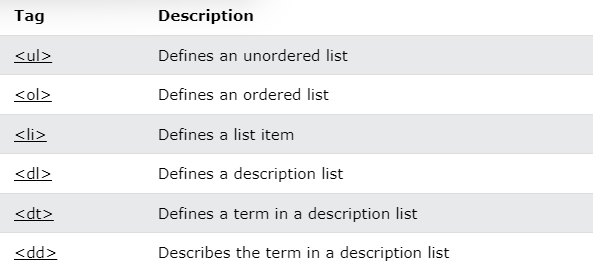 Tag Description
<ul> Defines an unordered list
<ol> Defines an ordered list
<li> Defines a list item
<dl> Defines a description list
<dt> Defines a term in a description list
<dd> Describes the term in a description list